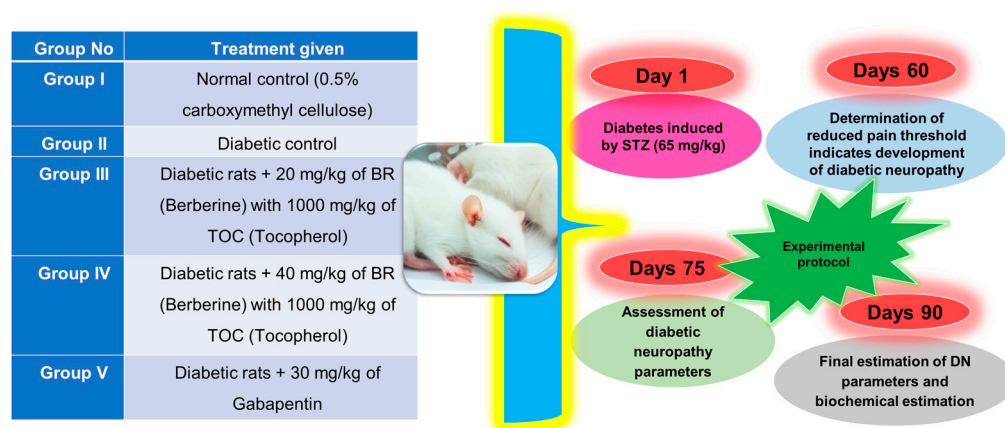 Group No Treatment given
Group I Normal control (0.5%
carboxymethyl cellulose)
Group II Diabetic control
Group III Diabetic rats + 20 mg/kg of BR
(Berberine) with 1000 mg/kg of
TOC (Tocopherol)
Group IV Diabetic rats + 40 mg/kg of BR
(Berberine) with 1000 mg/kg of
TOC (Tocopherol)
Group V Diabetic rats + 30 mg/kg of
Gabapentin
Day 1
Diabetes induced
by STZ (65 mg/kg)
Days 60
Determination of
reduced pain threshold
indicates development
of diabetic neuropathy
Experimental
protocol
Days 75
Assessment of
diabetic
neuropathy
parameters
Days 90
Final estimation of DN
parameters and
biochemical estimation